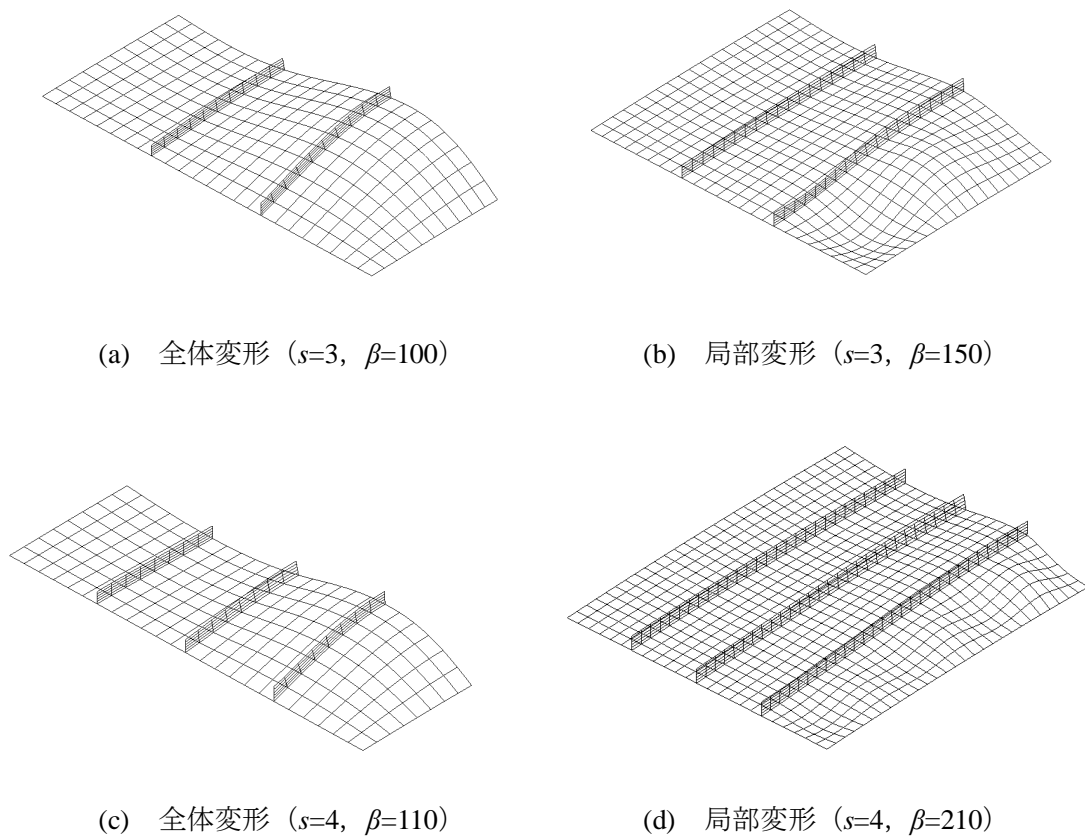 (a) 全体変形（s=3，β=100）
(b) 局部変形（s=3，β=150）
(c) 全体変形（s=4，β=110）
(d) 局部変形（s=4，β=210）